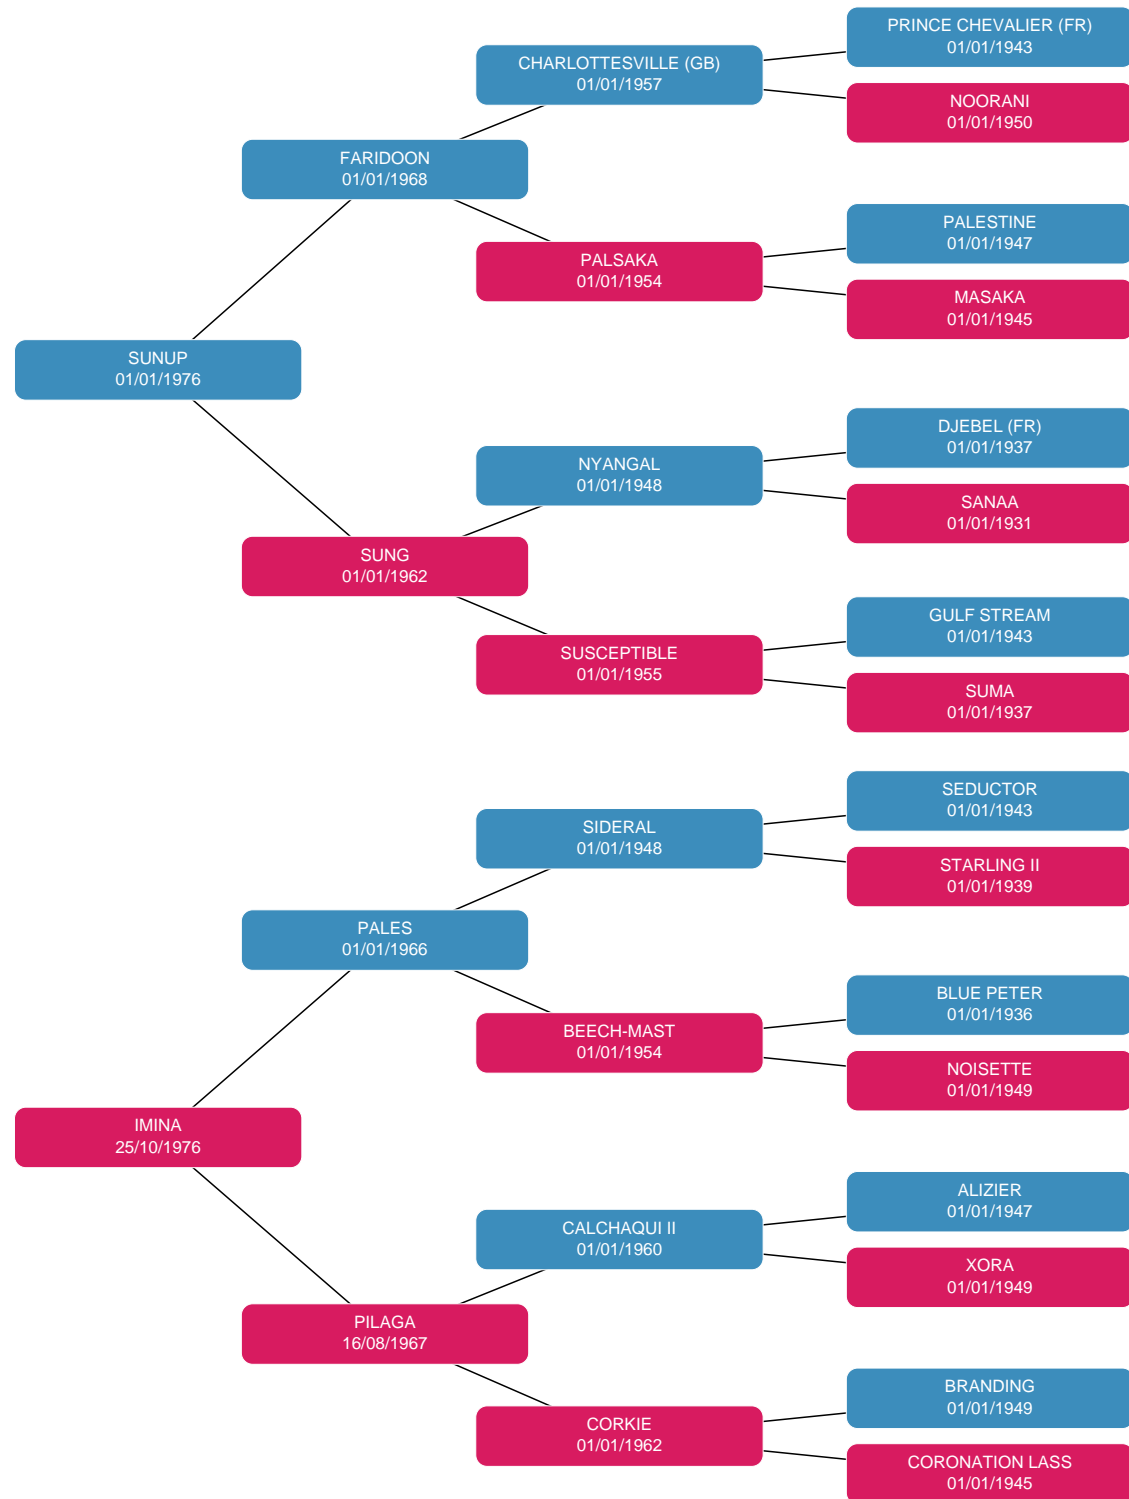 PRINCE CHEVALIER (FR)
01/01/1943
CHARLOTTESVILLE (GB)
01/01/1957
NOORANI
01/01/1950
FARIDOON
01/01/1968
PALESTINE
01/01/1947
PALSAKA
01/01/1954
MASAKA
01/01/1945
SUNUP
01/01/1976
DJEBEL (FR)
01/01/1937
NYANGAL
01/01/1948
SANAA
01/01/1931
SUNG
01/01/1962
GULF STREAM
01/01/1943
SUSCEPTIBLE
01/01/1955
SUMA
01/01/1937
SEDUCTOR
01/01/1943
SIDERAL
01/01/1948
STARLING II
01/01/1939
PALES
01/01/1966
BLUE PETER
01/01/1936
BEECH-MAST
01/01/1954
NOISETTE
01/01/1949
IMINA
25/10/1976
ALIZIER
01/01/1947
CALCHAQUI II
01/01/1960
XORA
01/01/1949
PILAGA
16/08/1967
BRANDING
01/01/1949
CORKIE
01/01/1962
CORONATION LASS
01/01/1945